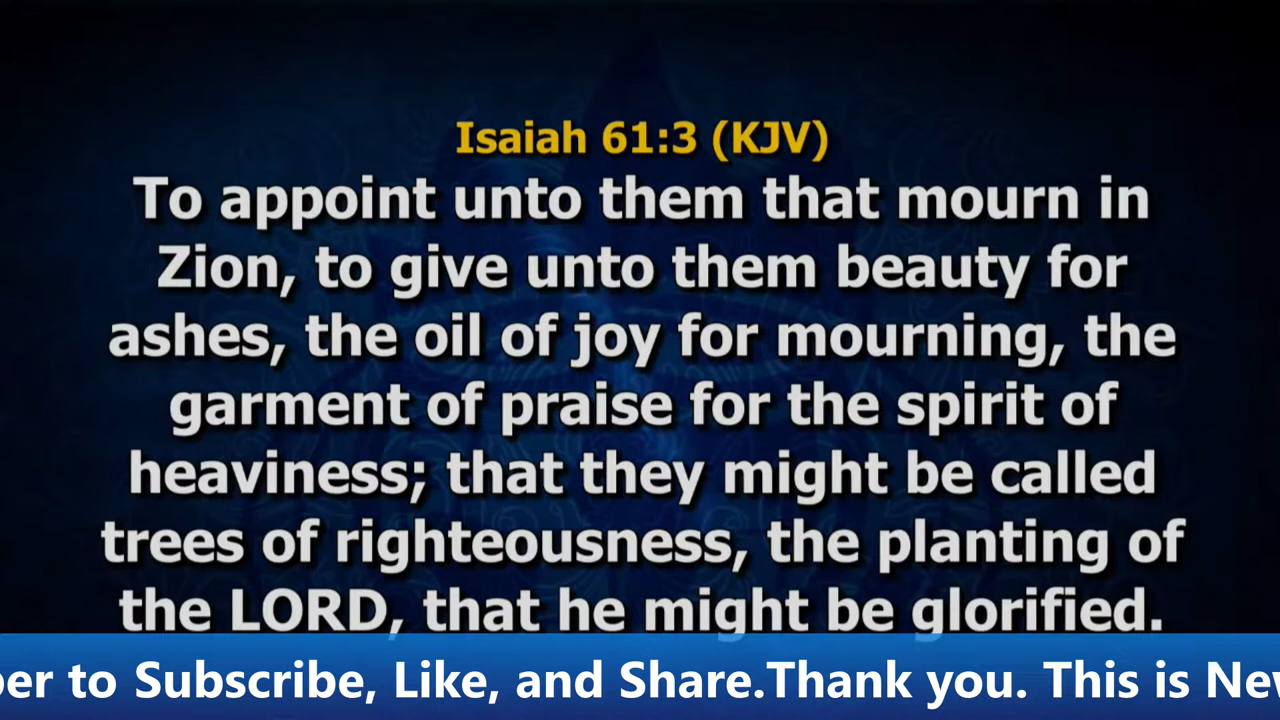 Isaiah 61:3 (KJV)
To appoint unto them that mourn in
Zion, to give unto them beauty for
ashes, the oil of joy for mourning, the
garment of praise for the spirit of
heaviness; that they might be called
trees of righteousness, the planting of
the LORD, that he might be glorified.
to Subscribe, Like, and Share.Thank you. This is